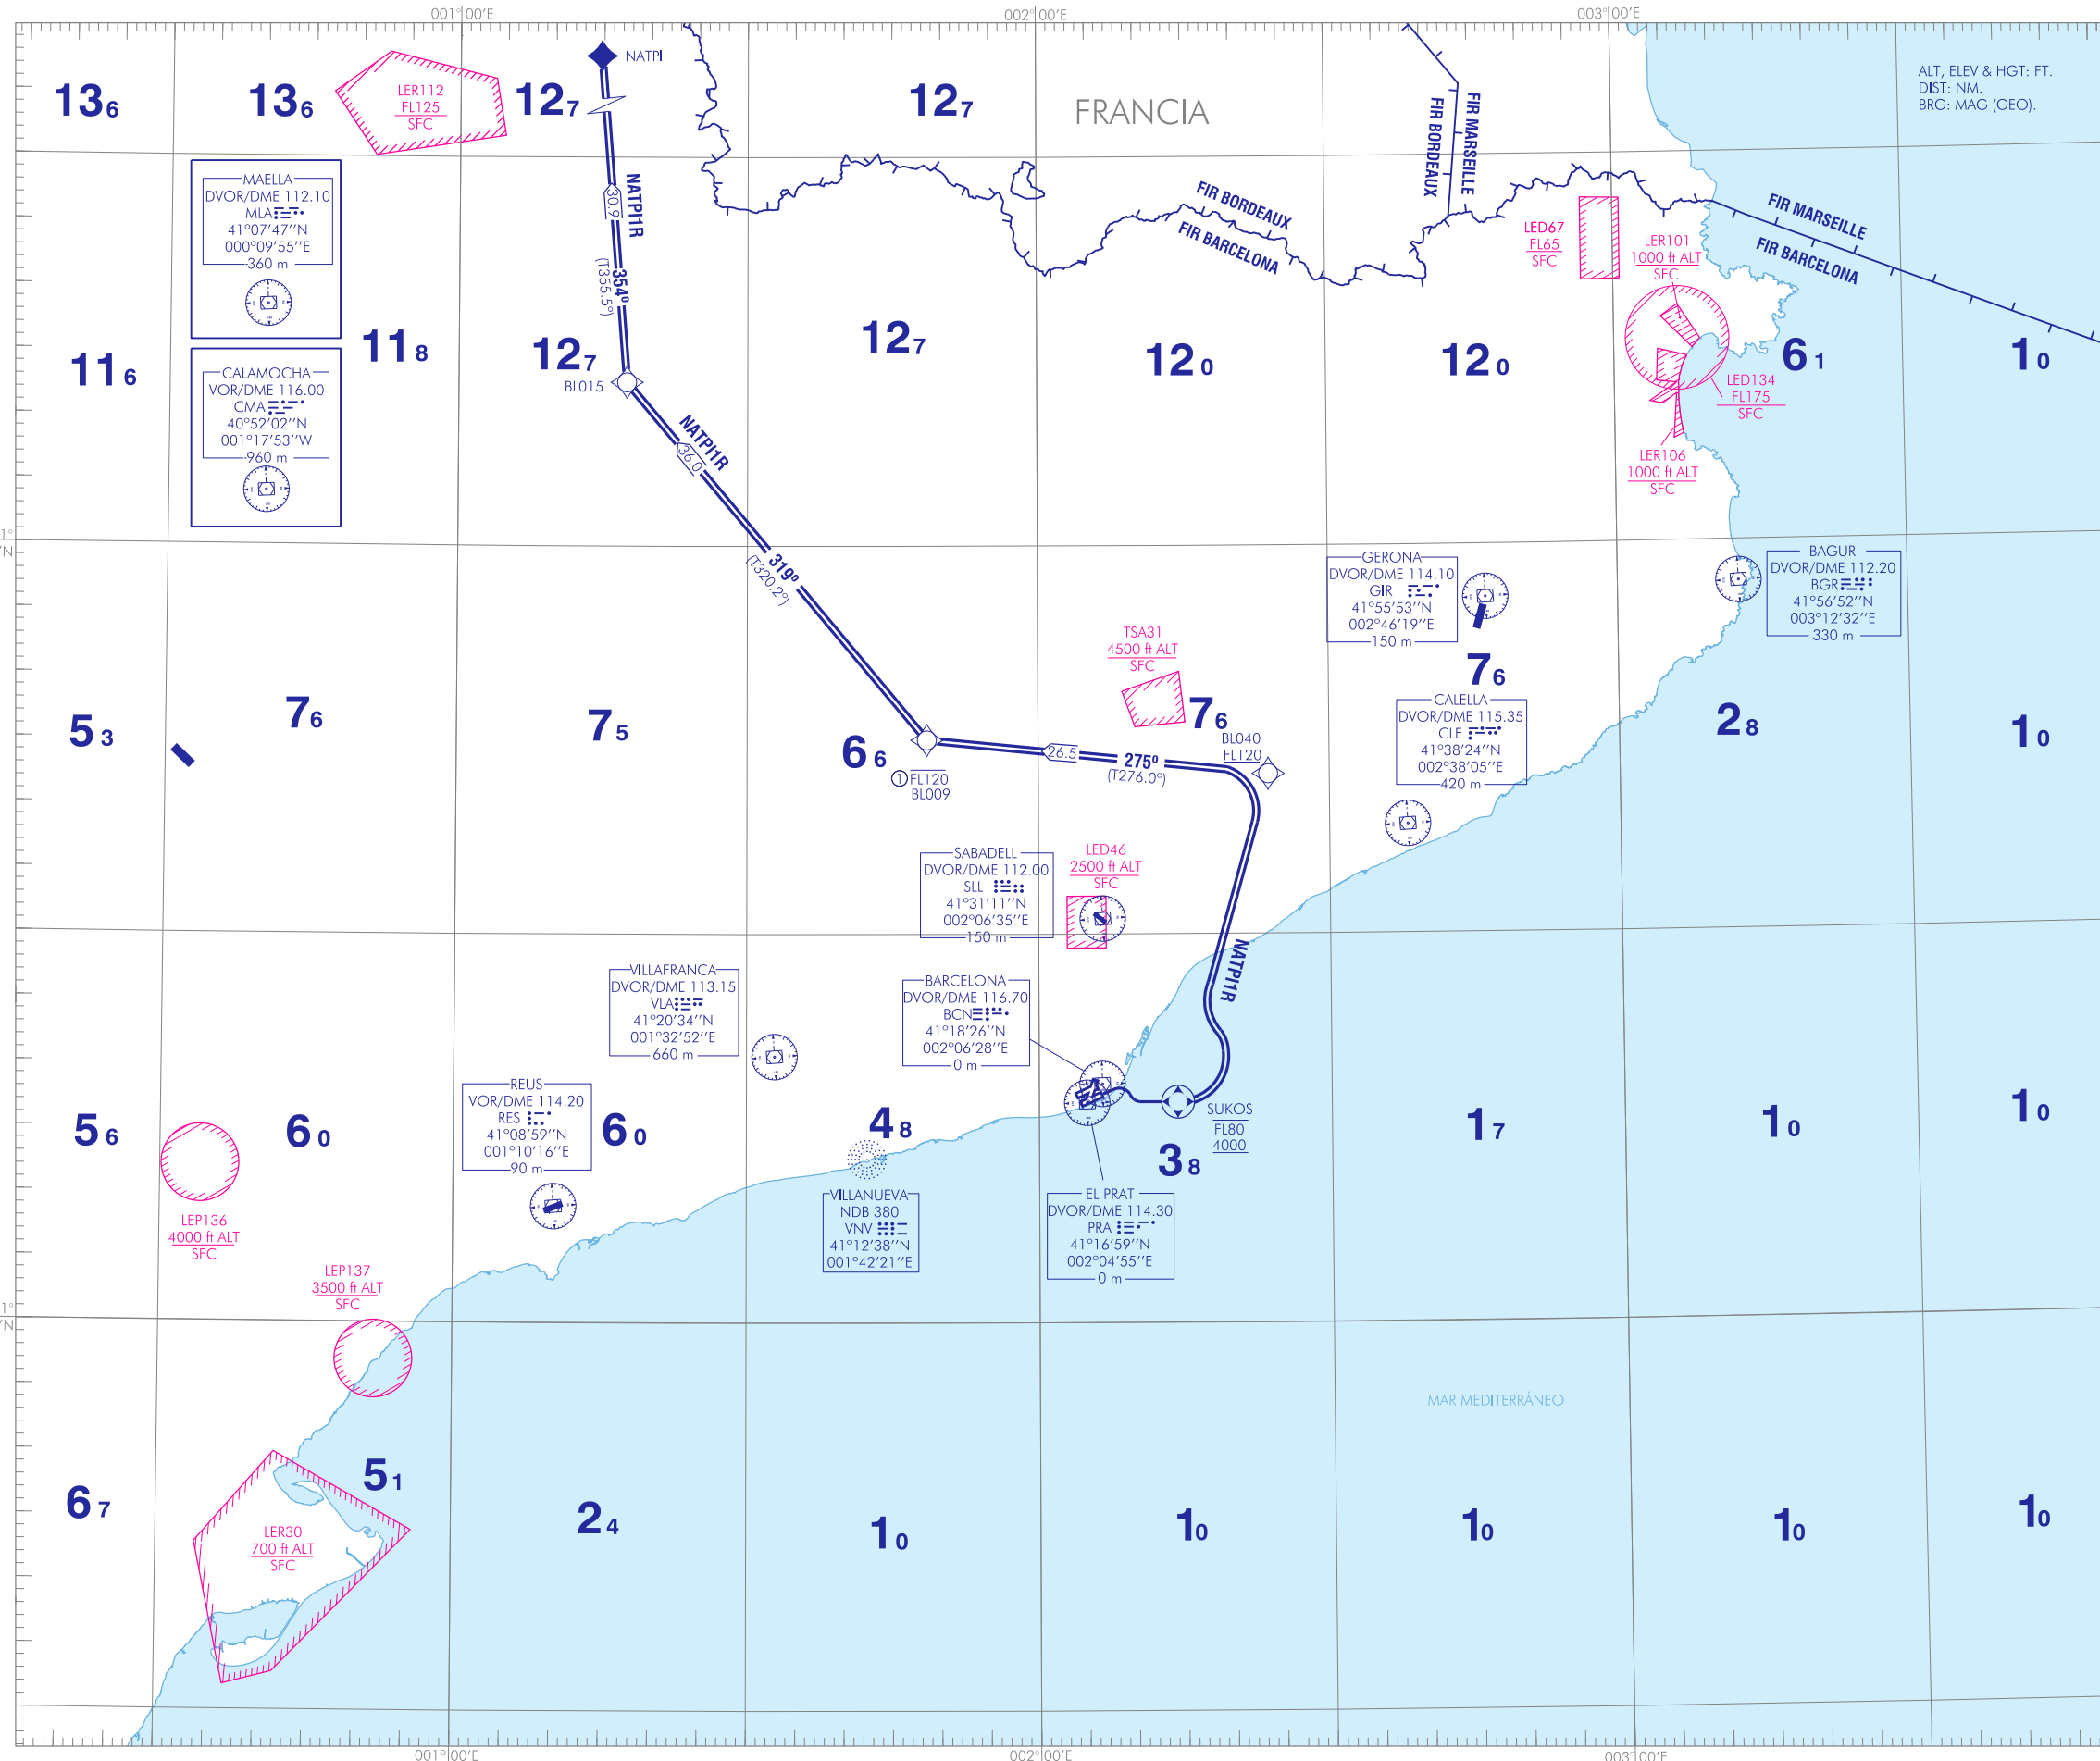 001°00'E
002°00'E
003°00'E
ALT, ELEV & HGT: FT.
DIST: NM.
BRG: MAG (GEO).
13 6
13 6
LER112
FL125
SFC
12 7
NATPI
12 7
FRANCIA
FIR BORDEAUX
FIR MARSEILLE
MAELLA
DVOR/DME 112.10
MLA
41°07'47''N
000°09'55''E
360 m
NATPI1R
30.9
354°
(T355.5°)
FIR BORDEAUX
FIR BARCELONA
LED67
FL65
SFC
LER101
1000 ft ALT
SFC
FIR MARSEILLE
FIR BARCELONA
11 6
11 8
12 7
12 7
12 0
12 0
6 1
1 0
CALAMOCHA
VOR/DME 116.00
CMA
40°52'02''N
001°17'53''W
960 m
BL015
LED134
FL175
SFC
LER106
1000 ft ALT
SFC
NATPI1R
36.0
319°
(T320.2°)
1°
N
GERONA
DVOR/DME 114.10
GIR
41°55'53''N
002°46'19''E
150 m
BAGUR
DVOR/DME 112.20
BGR
41°56'52''N
003°12'32''E
330 m
TSA31
4500 ft ALT
SFC
5 3
7 6
7 5
6 6
7 6
7 6
2 8
1 0
1 FL120
BL009
26.5
275°
(T276.0°)
BL040
FL120
CALELLA
DVOR/DME 115.35
CLE
41°38'24''N
002°38'05''E
420 m
SABADELL
DVOR/DME 112.00
SLL
41°31'11''N
002°06'35''E
150 m
LED46
2500 ft ALT
SFC
NATPI1R
VILLAFRANCA
DVOR/DME 113.15
VLA
41°20'34''N
001°32'52''E
660 m
BARCELONA
DVOR/DME 116.70
BCN
41°18'26''N
002°06'28''E
0 m
REUS
VOR/DME 114.20
RES
41°08'59''N
001°10'16''E
90 m
SUKOS
FL80
4000
5 6
6 0
6 0
4 8
3 8
1 7
1 0
1 0
LEP136
4000 ft ALT
SFC
VILLANUEVA
NDB 380
VNV
41°12'38''N
001°42'21''E
EL PRAT
DVOR/DME 114.30
PRA
41°16'59''N
002°04'55''E
0 m
LEP137
3500 ft ALT
SFC
1°
N
MAR MEDITERRÁNEO
6 7
5 1
LER30
700 ft ALT
SFC
2 4
1 0
1 0
1 0
1 0
1 0
001°00'E
002°00'E
003°00'E